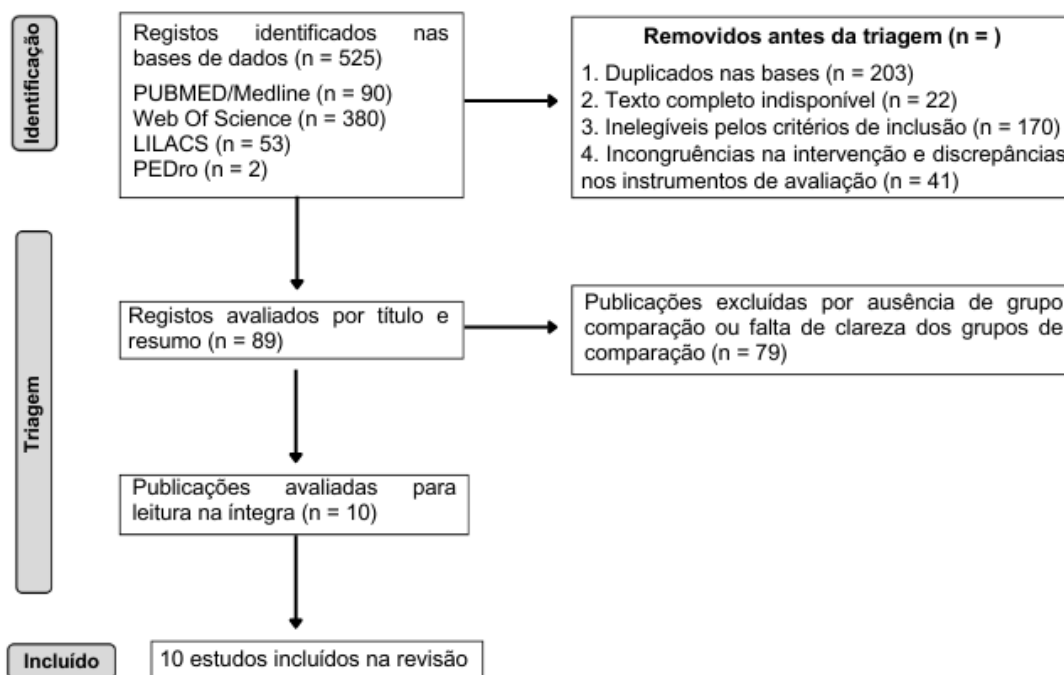 Identificação
Registos identificados nas
bases de dados (n = 525)
PUBMED/Medline (n = 90)
Web Of Science (n = 380)
LILACS (n = 53)
PEDro (n = 2)
Removidos antes da triagem (n = )
1. Duplicados nas bases (n = 203)
2. Texto completo indisponível (n = 22)
3. Inelegíveis pelos critérios de inclusão (n = 170)
4. Incongruências na intervenção e discrepâncias
nos instrumentos de avaliação (n = 41)
Triagem
Registos avaliados por título e
resumo (n = 89)
Publicações excluídas por ausência de grupo
comparação ou falta de clareza dos grupos de
comparação (n = 79)
Publicações avaliadas para
leitura na íntegra (n = 10)
Incluído
10 estudos incluídos na revisão